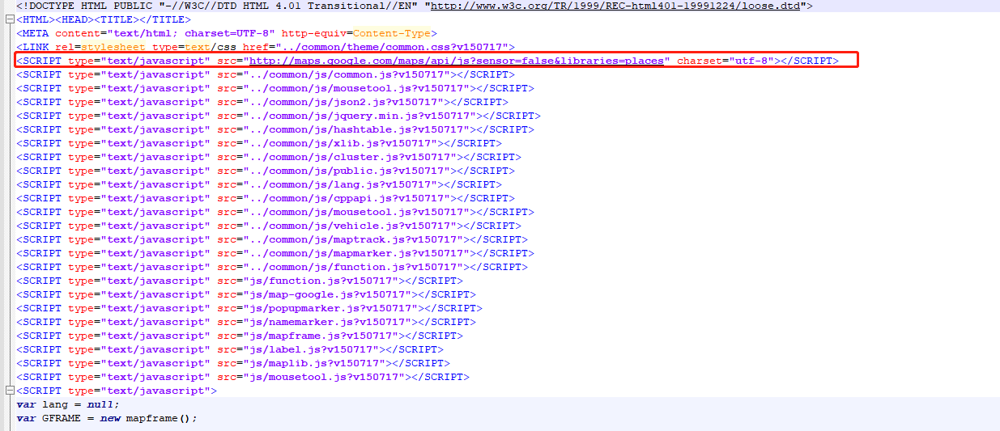 <!DOCTYPE HTML PUBLIC "-//W3C//DTD HTML 4.01 Transitional//EN" "http://www.w3c.org/TR/1999/REC-html401-19991224/loose.dtd">
<HTML><HEAD><TITLE></TITLE>
<META content="text/html; charset=UTF-8" http-equiv=Content-Type>
<LINK rel=stylesheet type=text/css href="../common/theme/common.css?v150717">
<SCRIPT type="text/javascript" src="http://maps.google.com/maps/api/js?sensor=false&libraries=places" charset="utf-8"></SCRIPT>
<SCRIPT type="text/javascript" src="../common/js/common.js?v150717"></SCRIPT>
<SCRIPT type="text/javascript" src="../common/js/mousetool.js?v150717"></SCRIPT>
<SCRIPT type="text/javascript" src="../common/js/json2.js?v150717"></SCRIPT>
<SCRIPT type="text/javascript" src="../common/js/jquery.min.js?v150717"></SCRIPT>
<SCRIPT type="text/javascript" src="../common/js/hashtable.js?v150717"></SCRIPT>
<SCRIPT type="text/javascript" src="../common/js/xlib.js?v150717"></SCRIPT>
<SCRIPT type="text/javascript" src="../common/js/cluster.js?v150717"></SCRIPT>
<SCRIPT type="text/javascript" src="../common/js/public.js?v150717"></SCRIPT>
<SCRIPT type="text/javascript" src="../common/js/lang.js?v150717"></SCRIPT>
<SCRIPT type="text/javascript" src="../common/js/cppapi.js?v150717"></SCRIPT>
<SCRIPT type="text/javascript" src="../common/js/mousetool.js?v150717"></SCRIPT>
<SCRIPT type="text/javascript" src="../common/js/vehicle.js?v150717"></SCRIPT>
<SCRIPT type="text/javascript" src="../common/js/maptrack.js?v150717"></SCRIPT>
<SCRIPT type="text/javascript" src="../common/js/mapmarker.js?v150717"></SCRIPT>
<SCRIPT type="text/javascript" src="../common/js/function.js?v150717"></SCRIPT>
<SCRIPT type="text/javascript" src="js/function.js?v150717"></SCRIPT>
<SCRIPT type="text/javascript" src="js/map-google.js?v150717"></SCRIPT>
<SCRIPT type="text/javascript" src="js/popupmarker.js?v150717"></SCRIPT>
<SCRIPT type="text/javascript" src="js/namemarker.js?v150717"></SCRIPT>
<SCRIPT type="text/javascript" src="js/mapframe.js?v150717"></SCRIPT>
<SCRIPT type="text/javascript" src="js/label.js?v150717"></SCRIPT>
<SCRIPT type="text/javascript" src="js/maplib.js?v150717"></SCRIPT>
<SCRIPT type="text/javascript" src="js/mousetool.js?v150717"></SCRIPT>
<SCRIPT type="text/javascript">
var lang = null;
var GFRAME = new mapframe();